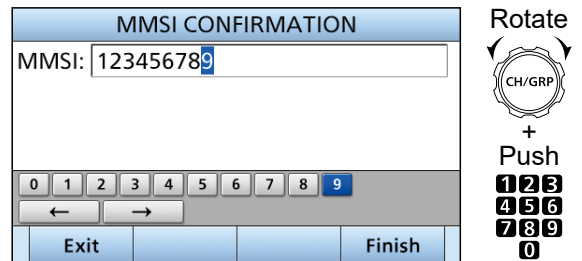 MMSI CONFIRMATION
MMSI: 123456789
0 1 2 3 4 5 6 7 8 9
← →
Exit Finish
Rotate
CH/GRP
+
Push
1 2 3
4 5 6
7 8 9
0